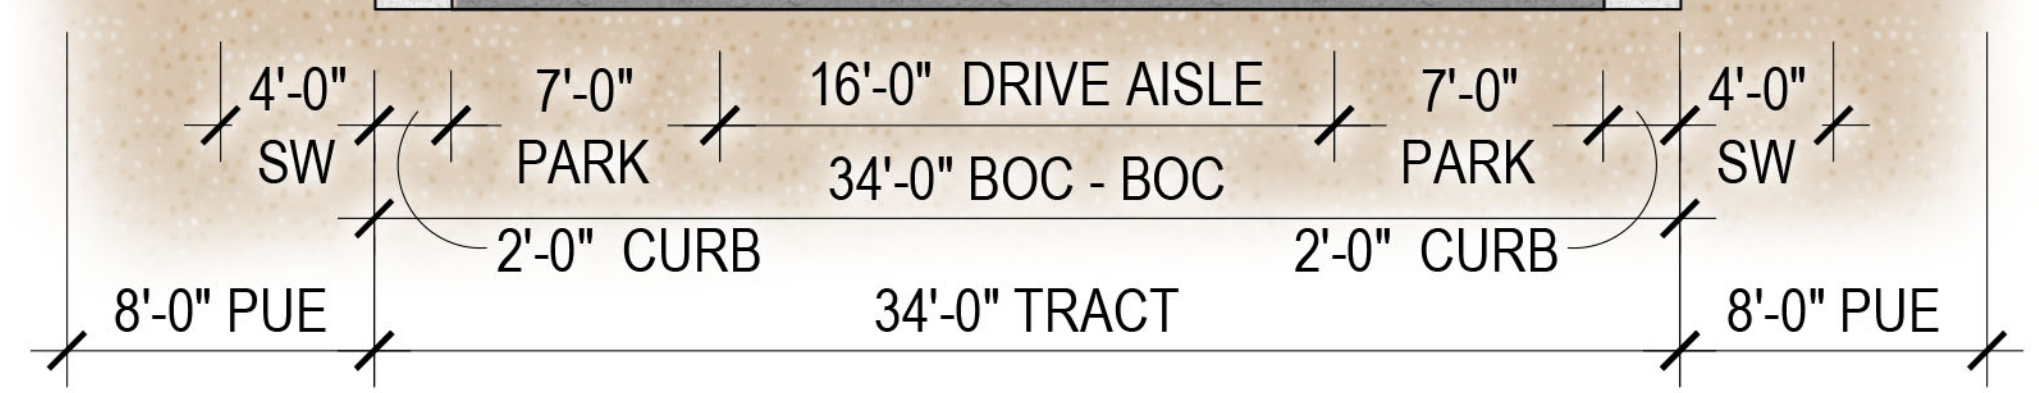 4'-0" 7'-0" 16'-0" DRIVE AISLE 7'-0" 4'-0"
SW PARK 34'-0" BOC - BOC PARK SW
2'-0" CURB 2'-0" CURB
8'-0" PUE 34'-0" TRACT 8'-0" PUE